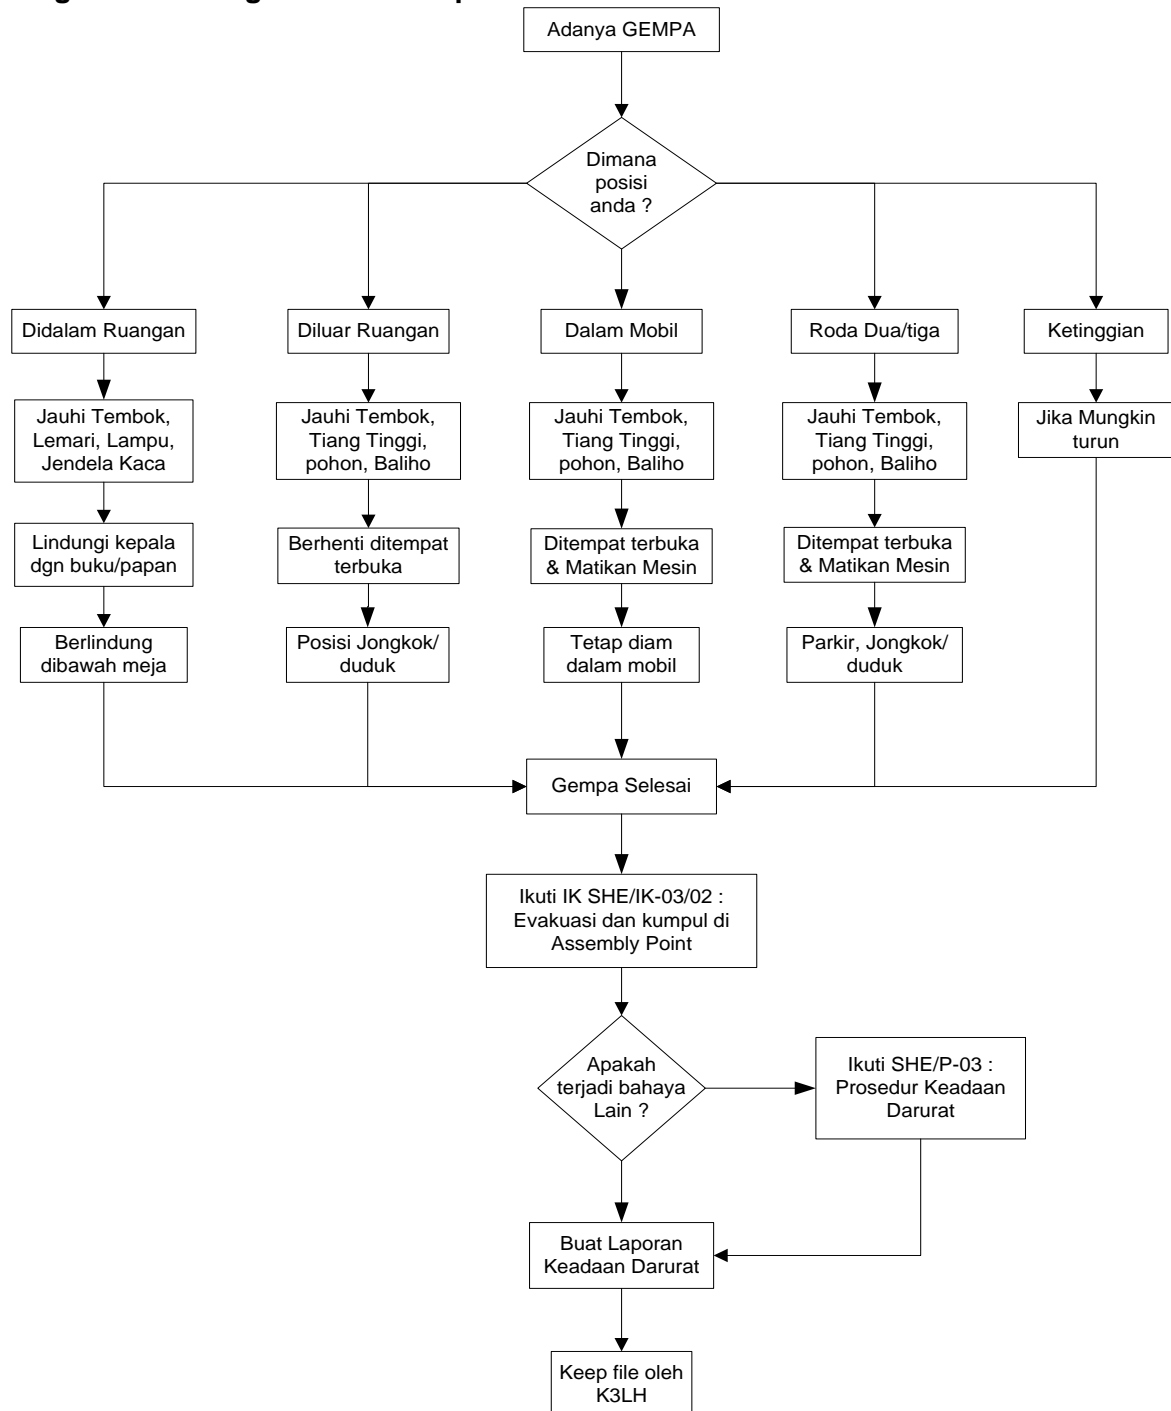 Adanya GEMPA
Dimana
posisi
anda ?
Didalam Ruangan
Diluar Ruangan
Dalam Mobil
Roda Dua/tiga
Ketinggian
Jauhi Tembok,
Lemari, Lampu,
Jendela Kaca
Jauhi Tembok,
Tiang Tinggi,
pohon, Baliho
Jauhi Tembok,
Tiang Tinggi,
pohon, Baliho
Jauhi Tembok,
Tiang Tinggi,
pohon, Baliho
Jika Mungkin
turun
Lindungi kepala
dgn buku/papan
Berhenti ditempat
terbuka
Ditempat terbuka
& Matikan Mesin
Ditempat terbuka
& Matikan Mesin
Berlindung
dibawah meja
Posisi Jongkok/
duduk
Tetap diam
dalam mobil
Parkir, Jongkok/
duduk
Gempa Selesai
Ikuti IK SHE/IK-03/02 :
Evakuasi dan kumpul di
Assembly Point
Apakah
terjadi bahaya
Lain ?
Ikuti SHE/P-03 :
Prosedur Keadaan
Darurat
Buat Laporan
Keadaan Darurat
Keep file oleh
K3LH